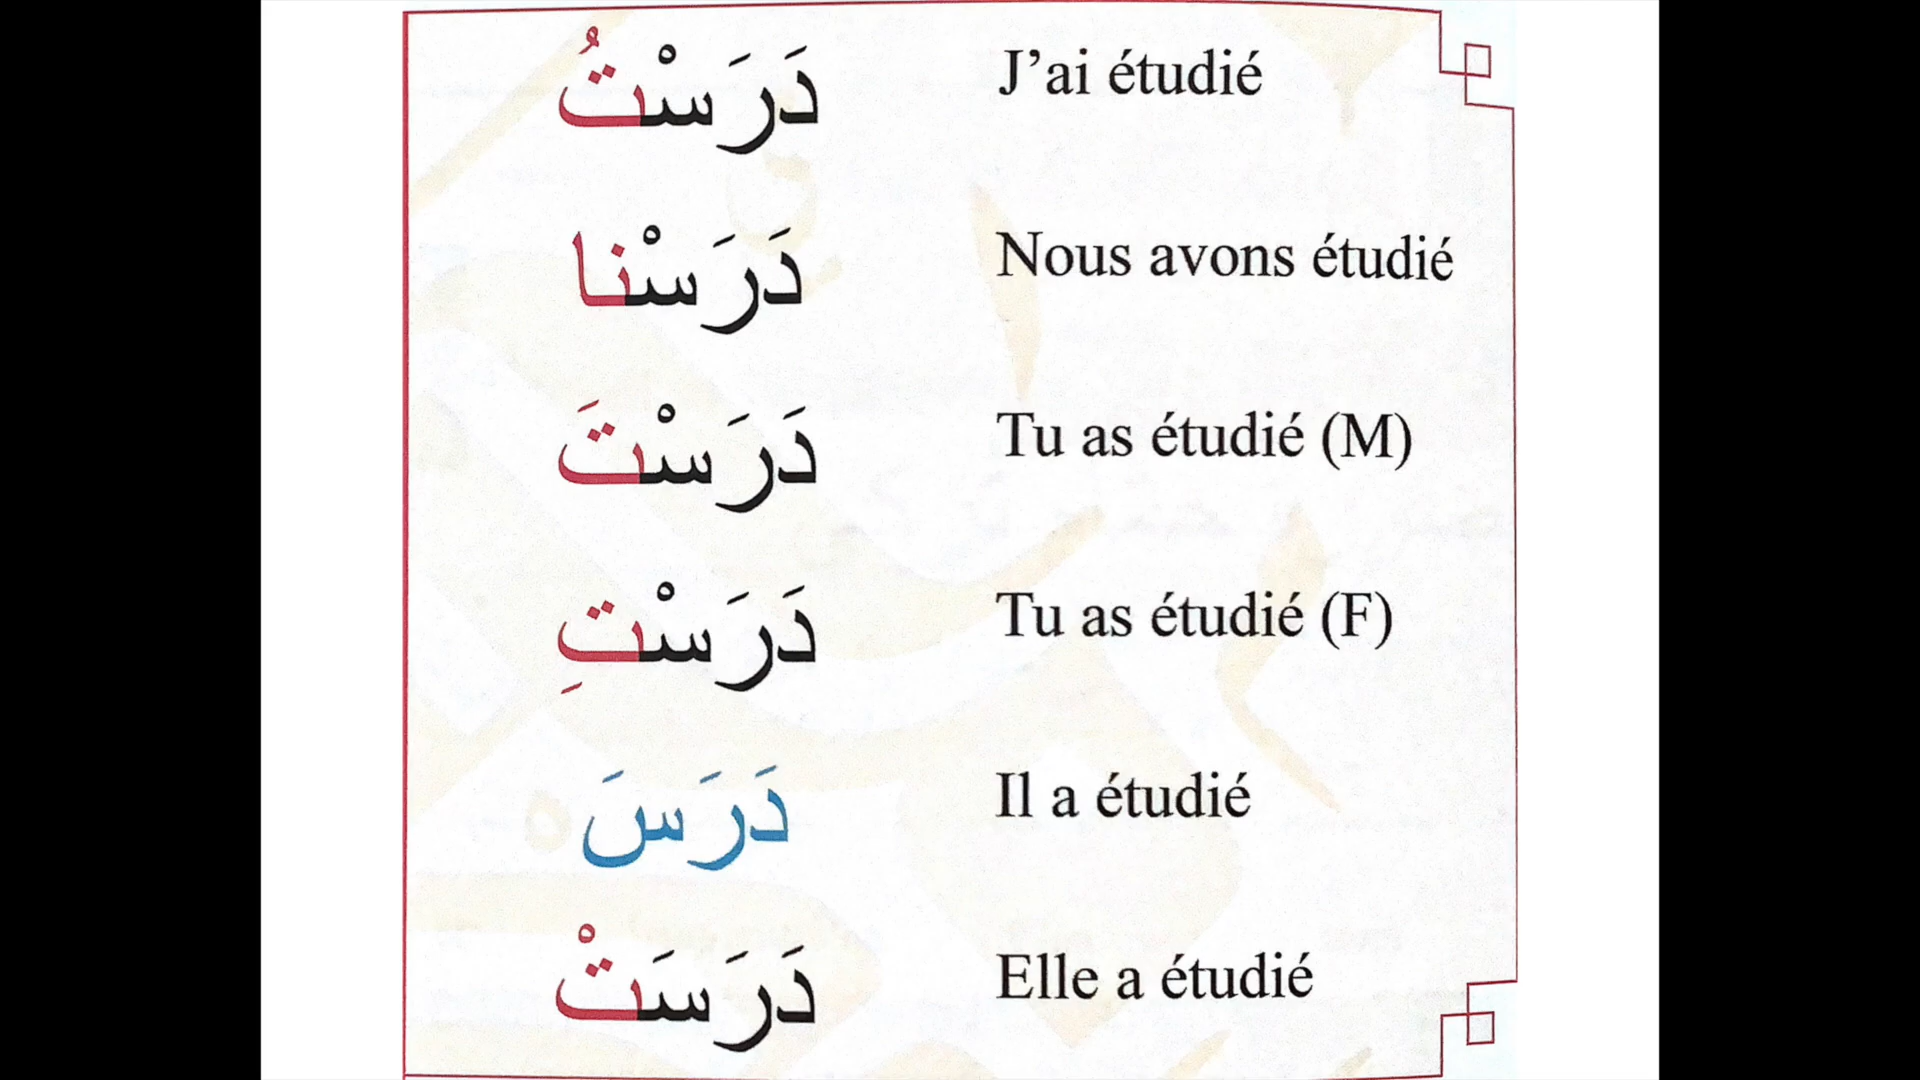 دَرَسْتُ J’ai étudié
دَرَسْنا Nous avons étudié
دَرَسْتَ Tu as étudié (M)
دَرَسْتِ Tu as étudié (F)
دَرَسَ Il a étudié
دَرَسَتْ Elle a étudié